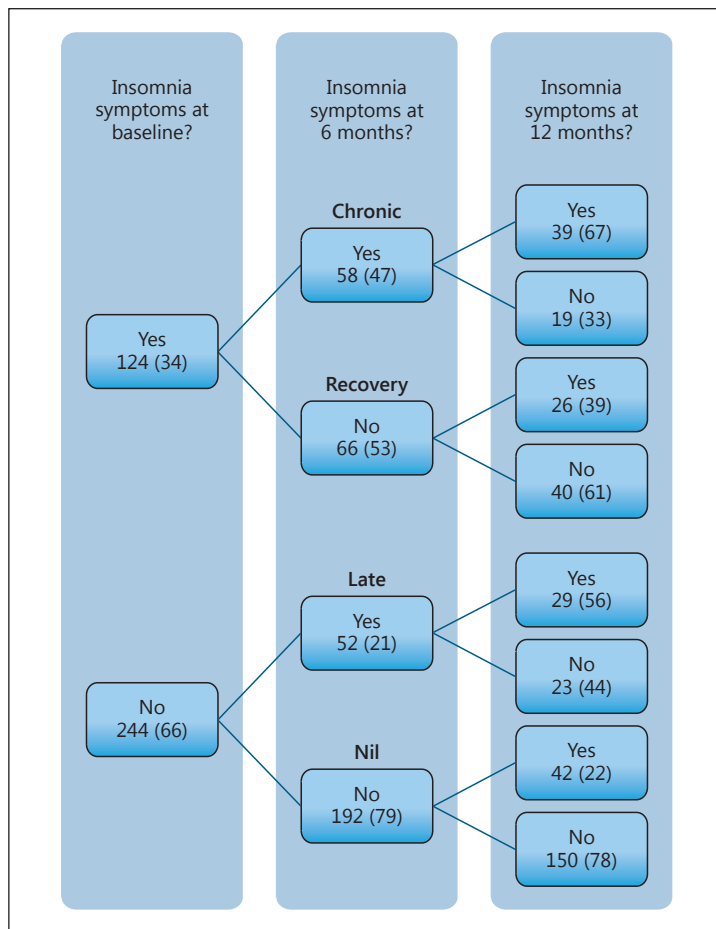 Insomnia
symptoms at
baseline?
Insomnia
symptoms at
6 months?
Insomnia
symptoms at
12 months?
Chronic
Yes
58 (47)
Yes
39 (67)
No
19 (33)
Yes
124 (34)
Recovery
No
66 (53)
Yes
26 (39)
No
40 (61)
Late
Yes
52 (21)
Yes
29 (56)
No
23 (44)
No
244 (66)
Nil
No
192 (79)
Yes
42 (22)
No
150 (78)